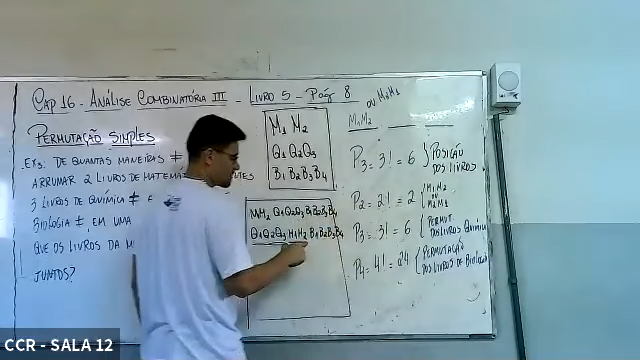 CAP 16 - ANÁLISE COMBINATÓRIA III - LIVRO 5 - PÁG 8
PERMUTAÇÃO SIMPLES
EX: DE QUANTAS MANEIRAS ≠
ARRUMAR 2 LIVROS DE MATEMÁ
3 LIVROS DE QUÍMICA ≠ E
BIOLOGIA ≠, EM UMA
QUE OS LIVROS DA M
JUNTOS?
M1 M2
Q1 Q2 Q3
B1 B2 B3 B4
M1M2 Q1Q2Q3 B1B2B3B4
Q1Q2Q3 M1M2 B1B2B3B4
M1M2 OU M2M1
P3 = 3! = 6 } POSIÇÃO DOS LIVROS
P2 = 2! = 2 { M1M2 OU M2M1
P3 = 3! = 6 { PERMUT. DOS LIVROS QUÍMICA
P4 = 4! = 24 { PERMUTAÇÃO DOS LIVROS DE BIOLOGIA
CCR - SALA 12